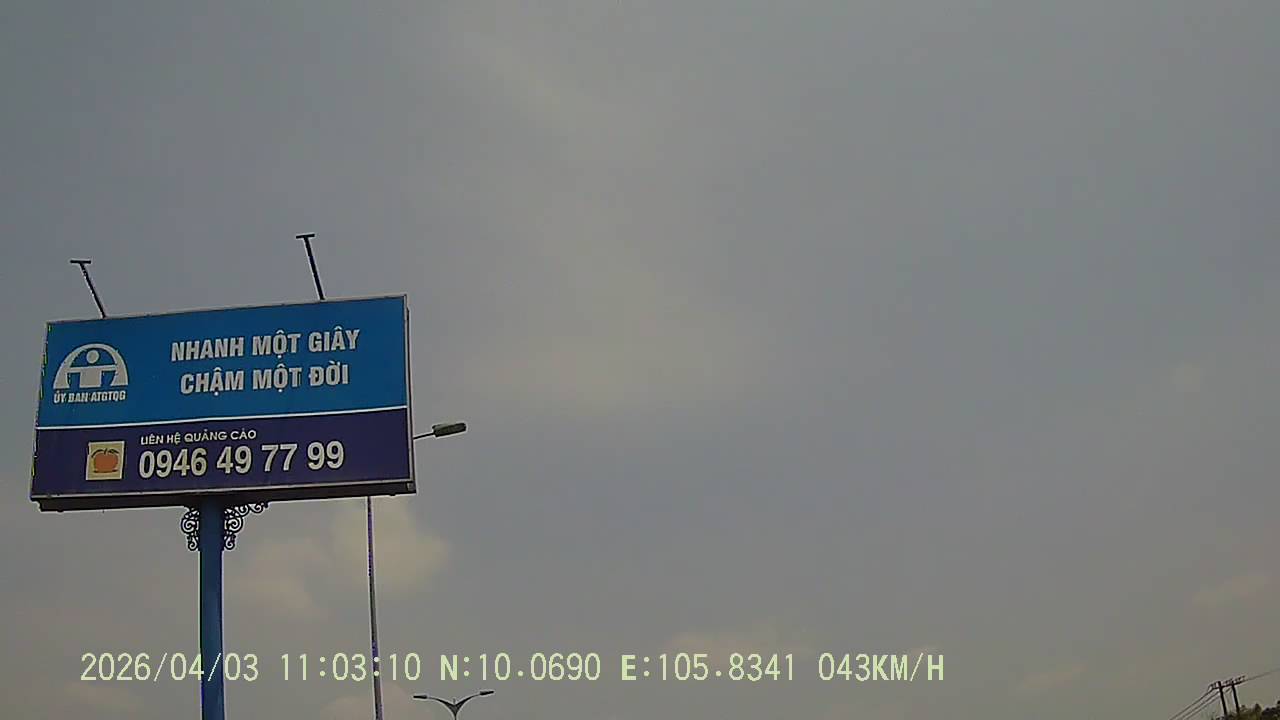 NHANH MỘT GIÂY
CHẬM MỘT ĐỜI
ỦY BAN ATGTQG
LIÊN HỆ QUẢNG CÁO
0946 49 77 99
2026/04/03 11:03:10 N:10.0690 E:105.8341 043KM/H